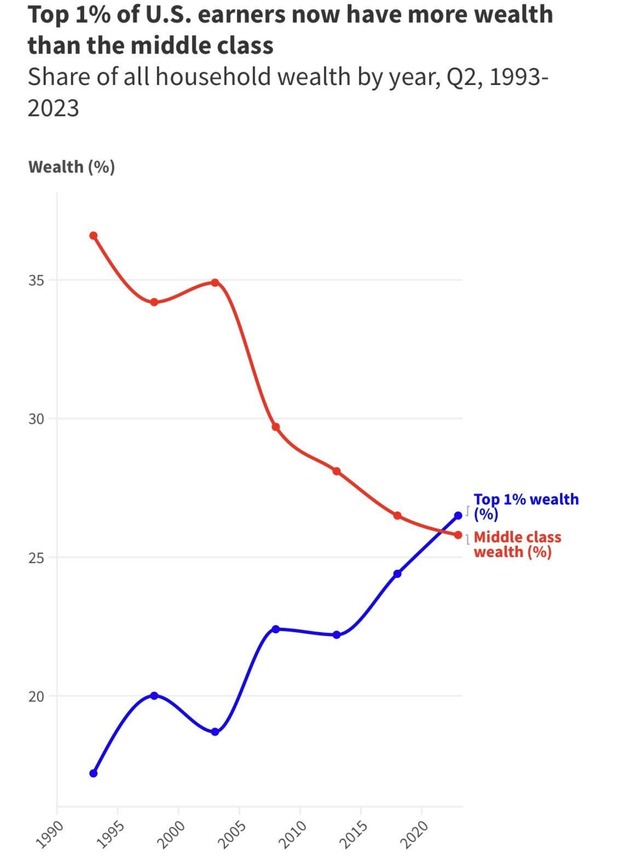 Top 1% of U.S. earners now have more wealth
than the middle class
Share of all household wealth by year, Q2, 1993-
2023
Wealth (%)
35
30
25
20
Top 1% wealth
(%)
Middle class
wealth (%)
1990
1995
2000
2005
2010
2015
2020